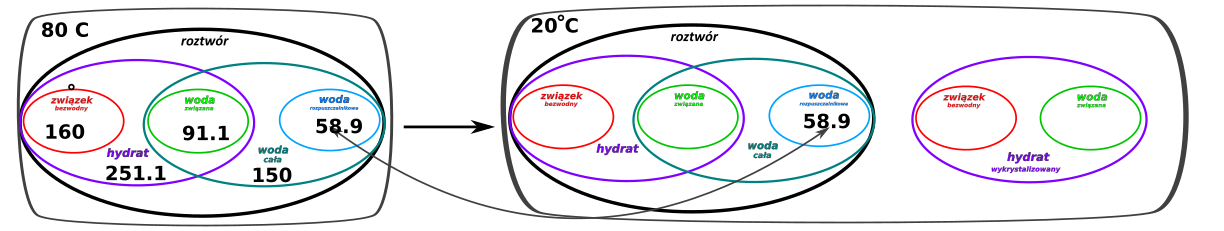 80 C
roztwór
związek
bezwodny
160
woda
związana
91.1
woda
rozpuszczalnikowa
58.9
hydrat
251.1
woda
cała
150
20°C
roztwór
związek
bezwodny
woda
związana
woda
rozpuszczalnikowa
58.9
hydrat
woda
cała
związek
bezwodny
woda
związana
hydrat
wykrystalizowany